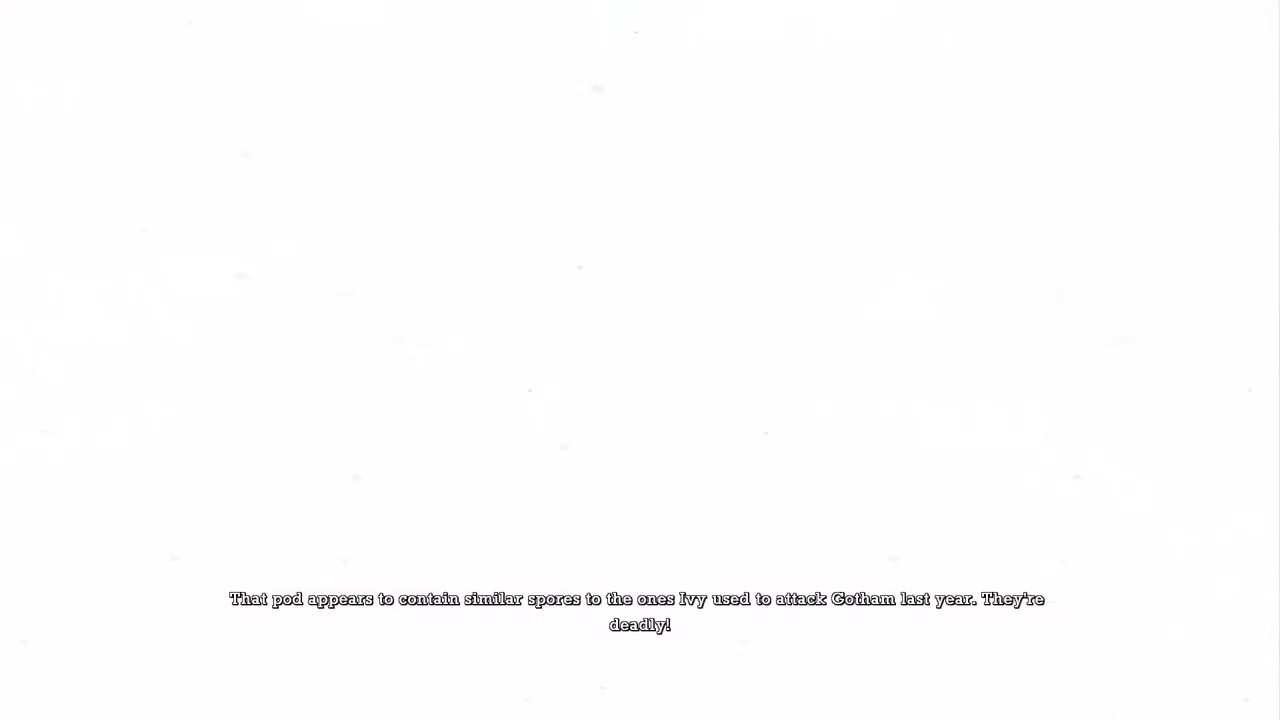 That pod appears to contain similar spores to the ones Ivy used to attack Gotham last year. They're
deadly!